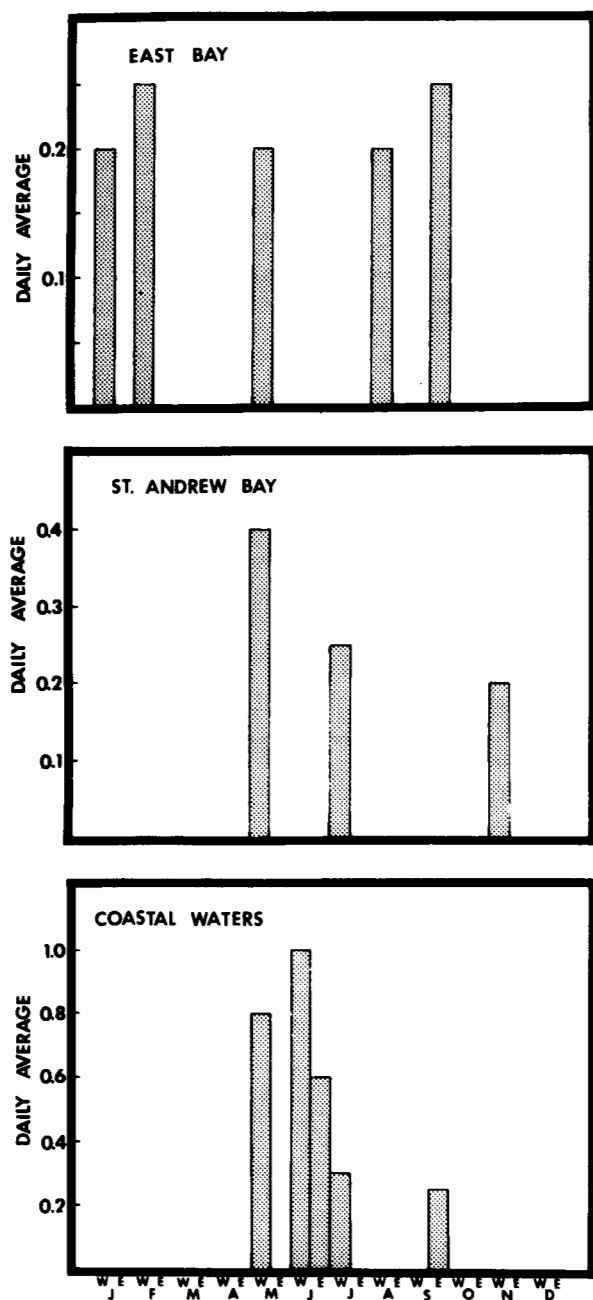 EAST BAY
DAILY AVERAGE
0.2
0.1
ST. ANDREW BAY
DAILY AVERAGE
0.4
0.3
0.2
0.1
COASTAL WATERS
DAILY AVERAGE
1.0
0.8
0.6
0.4
0.2
W E W E W E W E W E W E W E W E W E W E W E W E
J F M A M J J A S O N D